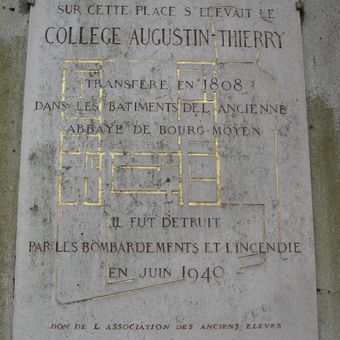 SUR CETTE PLACE S'ELEVAIT LE
COLLEGE AUGUSTIN-THIERRY
TRANSFERE EN 1808
DANS LES BATIMENTS DE L'ANCIENNE
ABBAYE DE BOURG-MOYEN
IL FUT DETRUIT
PAR LES BOMBARDEMENTS ET L'INCENDIE
EN JUIN 1940
DON DE L ASSOCIATION DES ANCIENS ELEVES